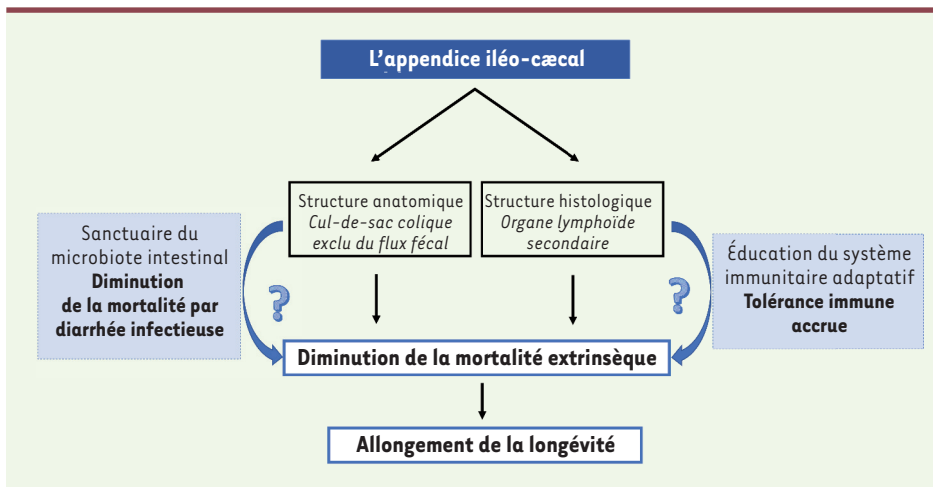 L’appendice iléo-cæcal
Structure anatomique
Cul-de-sac colique
exclu du flux fécal
Structure histologique
Organe lymphoïde
secondaire
Sanctuaire du
microbiote intestinal
Diminution
de la mortalité par
diarrhée infectieuse
?
?
Éducation du système
immunitaire adaptatif
Tolérance immune
accrue
Diminution de la mortalité extrinsèque
Allongement de la longévité